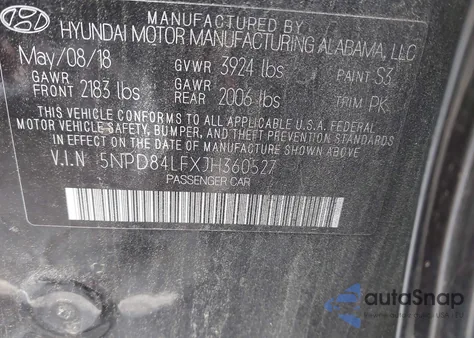 MANUFACTURED BY
HYUNDAI MOTOR MANUFACTURING ALABAMA, LLC
May/08/18 GVWR 3924 lbs PAINT S3
GAWR FRONT 2183 lbs GAWR REAR 2006 lbs TRIM PK
THIS VEHICLE CONFORMS TO ALL APPLICABLE U.S.A FEDERAL
MOTOR VEHICLE SAFETY, BUMPER, AND THEFT PREVENTION STANDARDS
IN EFFECT ON THE DATE OF MANUFACTURE SHOWN ABOVE.
V.I.N 5NPD84LFXJH360527
PASSENGER CAR
autoSnap